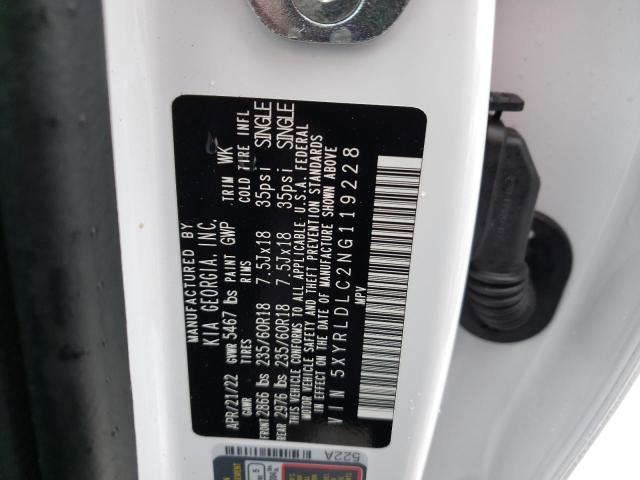 MANUFACTURED BY
KIA GEORGIA, INC.
APR/21/22 GVWR 5467 lbs PAINT GWP TRIM WK
GAWR TIRES RIMS COLD TIRE INFL
FRONT 2866 lbs 235/60R18 7.5Jx18 35psi SINGLE
REAR 2976 lbs 235/60R18 7.5Jx18 35psi SINGLE
THIS VEHICLE CONFORMS TO ALL APPLICABLE U.S.A. FEDERAL
MOTOR VEHICLE SAFETY AND THEFT PREVENTION STANDARDS
IN EFFECT ON THE DATE OF MANUFACTURE SHOWN ABOVE
VIN 5XYRLDLC2NG119228
MPV
522A